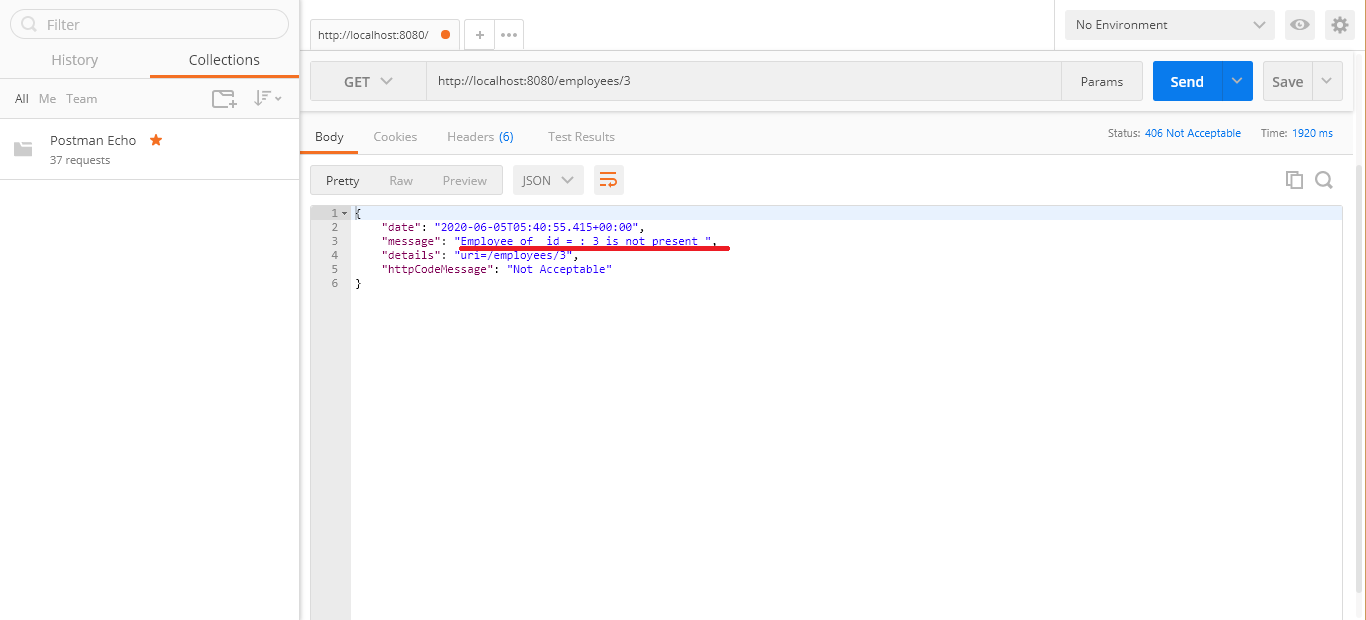 Filter
History Collections
All Me Team
Postman Echo
37 requests
http://localhost:8080/
+ •••
No Environment
GET http://localhost:8080/employees/3 Params Send Save
Body Cookies Headers (6) Test Results Status: 406 Not Acceptable Time: 1920 ms
Pretty Raw Preview JSON
1 {
2 "date": "2020-06-05T05:40:55.415+00:00",
3 "message": "Employee of  id = : 3 is not present ",
4 "details": "uri=/employees/3",
5 "httpCodeMessage": "Not Acceptable"
6 }